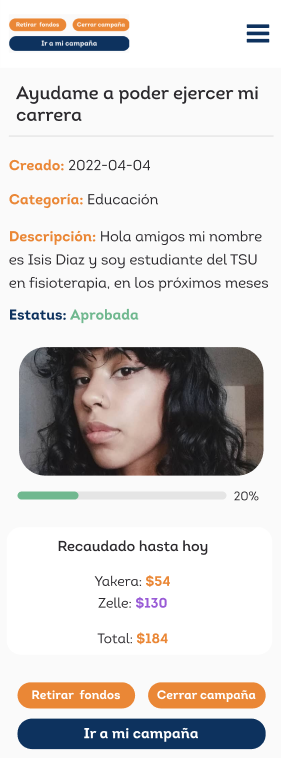 Retirar fondos
Cerrar campaña
Ir a mi campaña
Ayudame a poder ejercer mi
carrera
Creado: 2022-04-04
Categoría: Educación
Descripción: Hola amigos mi nombre
es Isis Diaz y soy estudiante del TSU
en fisioterapia, en los próximos meses
Estatus: Aprobada
20%
Recaudado hasta hoy
Yakera: $54
Zelle: $130
Total: $184
Retirar fondos
Cerrar campaña
Ir a mi campaña